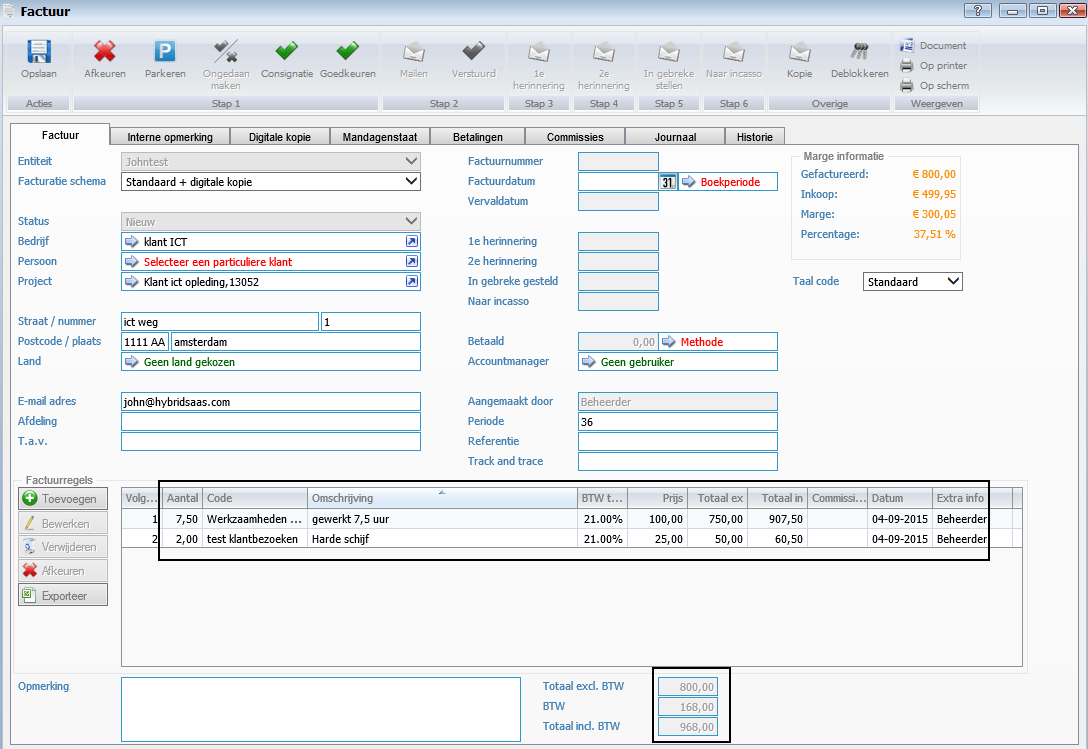 Factuur
Opslaan
Afkeuren
Parkeren
Ongedaan maken
Consignatie
Goedkeuren
Mailen
Verstuurd
1e herinnering
2e herinnering
In gebreke stellen
Naar incasso
Kopie
Deblokkeren
Document
Op printer
Op scherm
Acties
Stap 1
Stap 2
Stap 3
Stap 4
Stap 5
Stap 6
Overige
Weergeven
Factuur
Interne opmerking
Digitale kopie
Mandagenstaat
Betalingen
Commissies
Journaal
Historie
Entiteit Johntest
Facturatie schema Standaard + digitale kopie
Status Nieuw
Bedrijf klant ICT
Persoon Selecteer een particuliere klant
Project Klant ict opleding,13052
Straat / nummer ict weg 1
Postcode / plaats 1111 AA amsterdam
Land Geen land gekozen
E-mail adres john@hybridsaas.com
Afdeling
T.a.v.
Factuurnummer
Factuurdatum 31 Boekperiode
Vervaldatum
1e herinnering
2e herinnering
In gebreke gesteld
Naar incasso
Betaald 0,00 Methode
Accountmanager Geen gebruiker
Aangemaakt door Beheerder
Periode 36
Referentie
Track and trace
Marge informatie
Gefactureerd: € 800,00
Inkoop: € 499,95
Marge: € 300,05
Percentage: 37,51 %
Taal code Standaard
Factuurregels
Toevoegen
Bewerken
Verwijderen
Afkeuren
Exporteer
Volg... Aantal Code Omschrijving BTW t... Prijs Totaal ex Totaal in Commissi... Datum Extra info
1 7,50 Werkzaamheden ... gewerkt 7,5 uur 21.00% 100,00 750,00 907,50 04-09-2015 Beheerder
2 2,00 test klantbezoeken Harde schijf 21.00% 25,00 50,00 60,50 04-09-2015 Beheerder
Opmerking
Totaal excl. BTW 800,00
BTW 168,00
Totaal incl. BTW 968,00